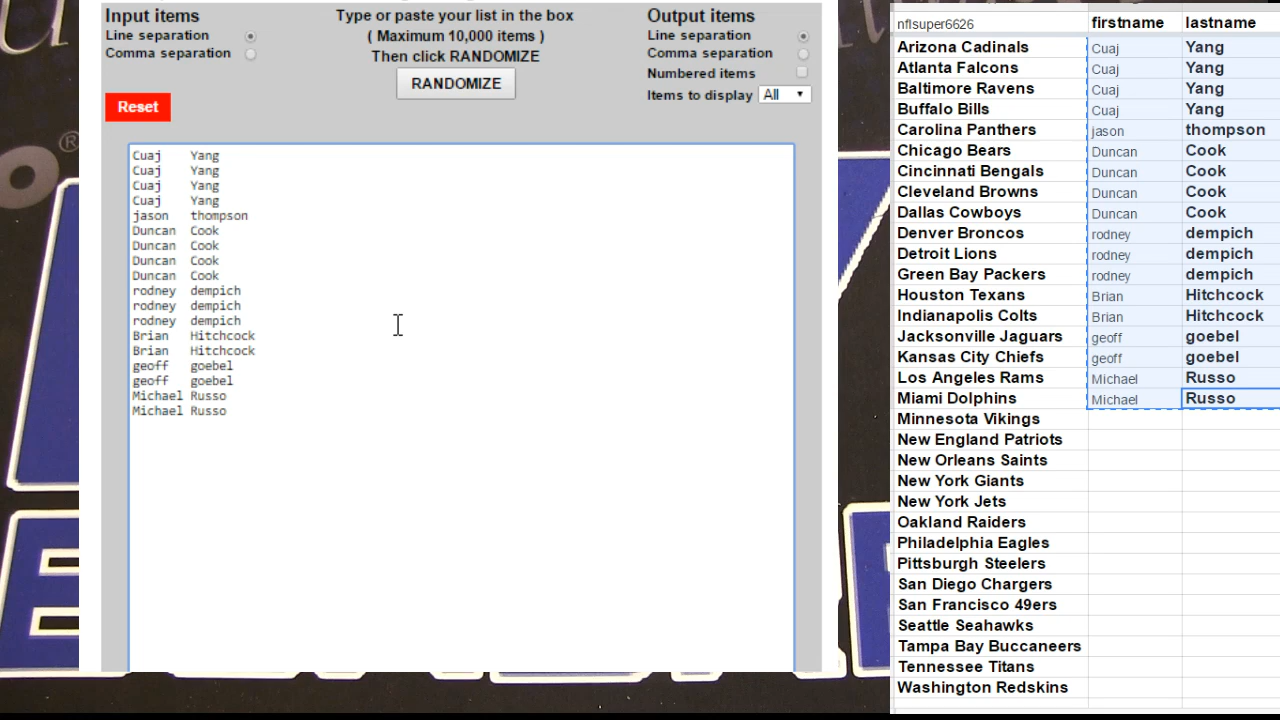 Input items
Line separation
Comma separation
Reset
Type or paste your list in the box
( Maximum 10,000 items )
Then click RANDOMIZE
RANDOMIZE
Output items
Line separation
Comma separation
Numbered items
Items to display All
Cuaj Yang
Cuaj Yang
Cuaj Yang
Cuaj Yang
jason thompson
Duncan Cook
Duncan Cook
Duncan Cook
Duncan Cook
rodney dempich
rodney dempich
rodney dempich
Brian Hitchcock
Brian Hitchcock
geoff goebel
geoff goebel
Michael Russo
Michael Russo
nflsuper6626 firstname lastname
Arizona Cadinals Cuaj Yang
Atlanta Falcons Cuaj Yang
Baltimore Ravens Cuaj Yang
Buffalo Bills Cuaj Yang
Carolina Panthers jason thompson
Chicago Bears Duncan Cook
Cincinnati Bengals Duncan Cook
Cleveland Browns Duncan Cook
Dallas Cowboys Duncan Cook
Denver Broncos rodney dempich
Detroit Lions rodney dempich
Green Bay Packers rodney dempich
Houston Texans Brian Hitchcock
Indianapolis Colts Brian Hitchcock
Jacksonville Jaguars geoff goebel
Kansas City Chiefs geoff goebel
Los Angeles Rams Michael Russo
Miami Dolphins Michael Russo
Minnesota Vikings
New England Patriots
New Orleans Saints
New York Giants
New York Jets
Oakland Raiders
Philadelphia Eagles
Pittsburgh Steelers
San Diego Chargers
San Francisco 49ers
Seattle Seahawks
Tampa Bay Buccaneers
Tennessee Titans
Washington Redskins